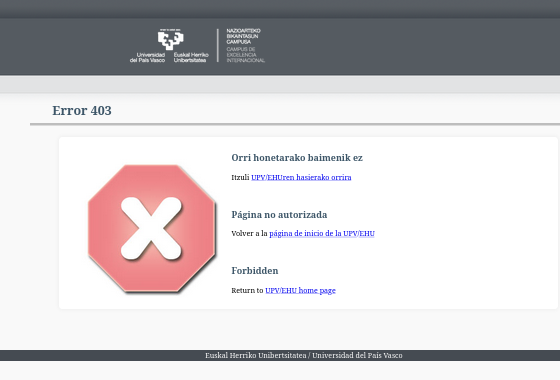 Universidad del País Vasco
Euskal Herriko Unibertsitatea
NAZIOARTEKO
BIKAINTASUN
CAMPUSA
CAMPUS DE
EXCELENCIA
INTERNACIONAL
Error 403
Orri honetarako baimenik ez
Itzuli UPV/EHUren hasierako orrira
Página no autorizada
Volver a la página de inicio de la UPV/EHU
Forbidden
Return to UPV/EHU home page
Euskal Herriko Unibertsitatea / Universidad del País Vasco